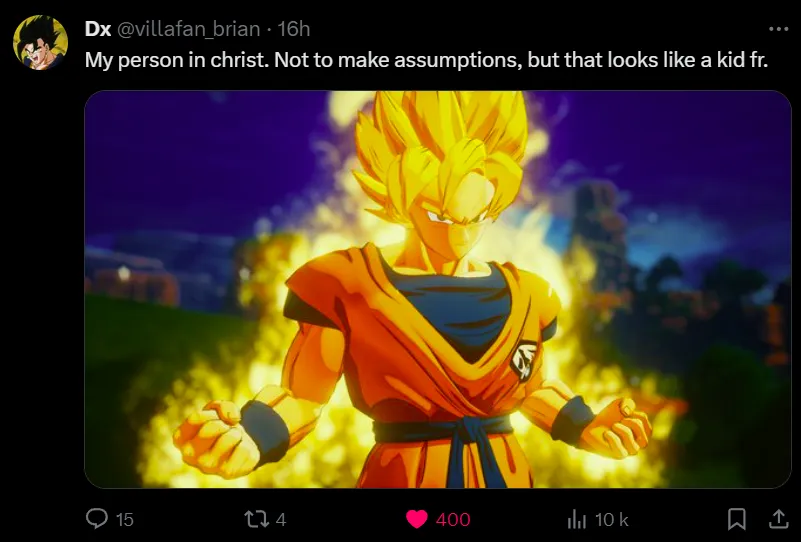 Dx @villafan_brian · 16h
My person in christ. Not to make assumptions, but that looks like a kid fr.
15 4 400 10 k